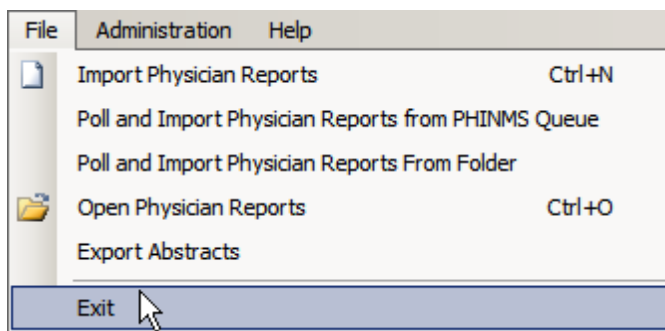 File Administration Help
Import Physician Reports Ctrl+N
Poll and Import Physician Reports from PHINMS Queue
Poll and Import Physician Reports From Folder
Open Physician Reports Ctrl+O
Export Abstracts
Exit